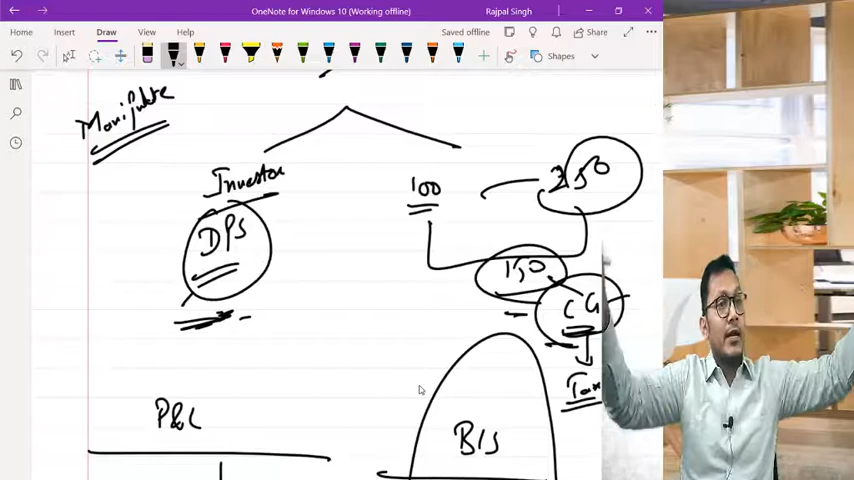 OneNote for Windows 10 (Working offline)
Rajpal Singh
Home Insert Draw View Help
Saved offline
Share
Shapes
Manipulate
Investor
100
250
DPS
150
CG
Tax
P&L
B/S